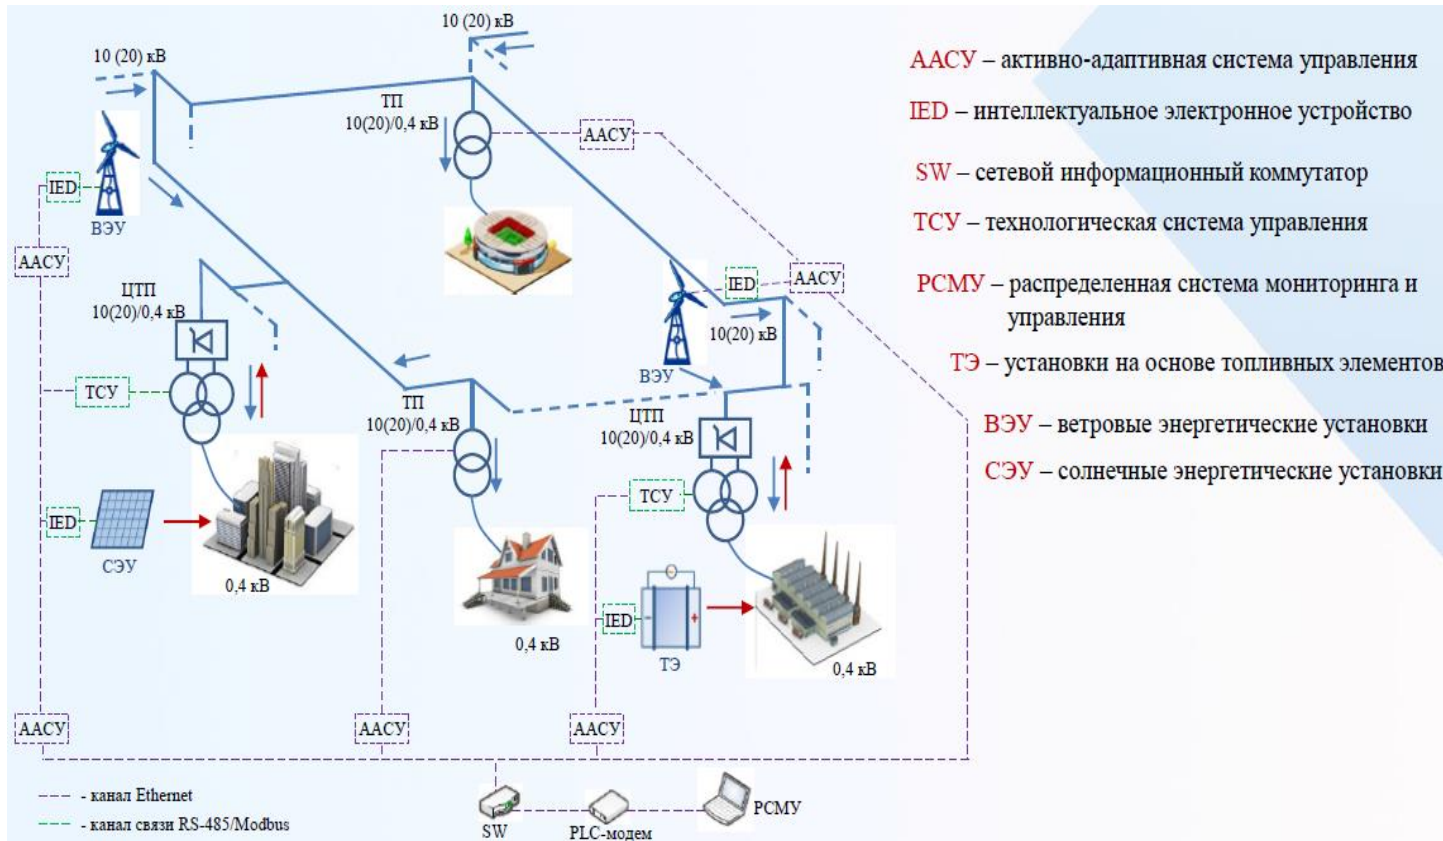 10 (20) кВ
10 (20) кВ
ТП
10(20)/0,4 кВ
ААСУ
IED
ВЭУ
ААСУ
ЦТП
10(20)/0,4 кВ
IED
ААСУ
10(20) кВ
ВЭУ
ТСУ
ТП
10(20)/0,4 кВ
ЦТП
10(20)/0,4 кВ
ТСУ
IED
СЭУ
0,4 кВ
0,4 кВ
IED
- +
ТЭ
0,4 кВ
ААСУ
ААСУ
ААСУ
- канал Ethernet
- канал связи RS-485/Modbus
SW
PLC-модем
РСМУ
ААСУ – активно-адаптивная система управления
IED – интеллектуальное электронное устройство
SW – сетевой информационный коммутатор
ТСУ – технологическая система управления
РСМУ – распределенная система мониторинга и
управления
ТЭ – установки на основе топливных элементов
ВЭУ – ветровые энергетические установки
СЭУ – солнечные энергетические установки